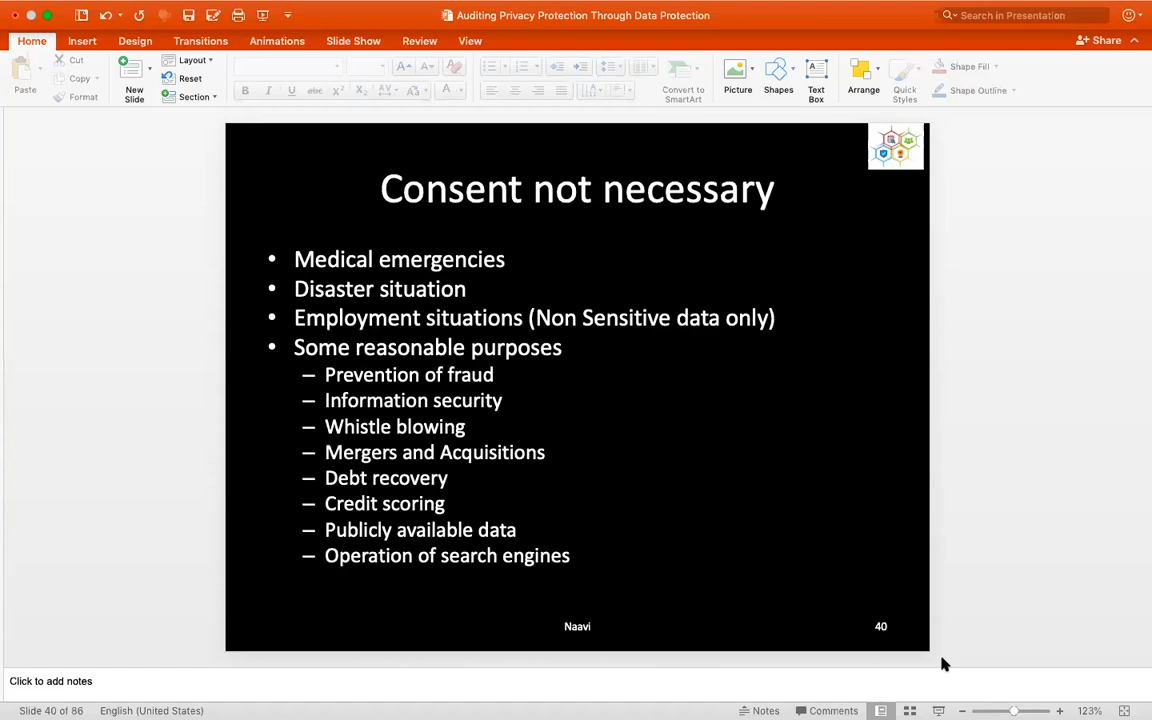 Auditing Privacy Protection Through Data Protection
Search in Presentation
Home Insert Design Transitions Animations Slide Show Review View
Share
Paste
Cut
Copy
Format
New Slide
Layout
Reset
Section
B I U abc X² X₂ AV Aa A
Convert to SmartArt
Picture
Shapes
Text Box
Arrange
Quick Styles
Shape Fill
Shape Outline
Consent not necessary
• Medical emergencies
• Disaster situation
• Employment situations (Non Sensitive data only)
• Some reasonable purposes
– Prevention of fraud
– Information security
– Whistle blowing
– Mergers and Acquisitions
– Debt recovery
– Credit scoring
– Publicly available data
– Operation of search engines
Naavi
40
Click to add notes
Slide 40 of 86 English (United States)
Notes Comments 123%